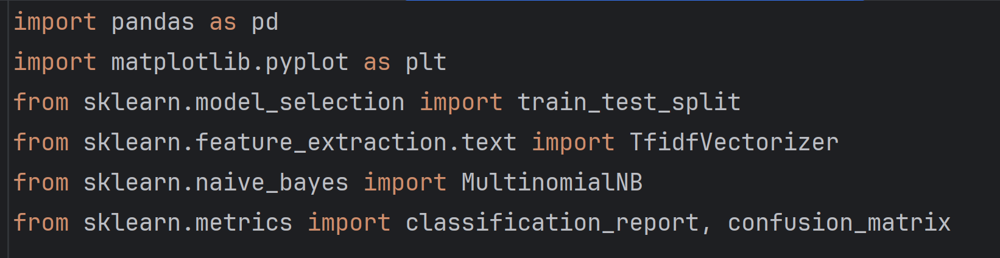 import pandas as pd
import matplotlib.pyplot as plt
from sklearn.model_selection import train_test_split
from sklearn.feature_extraction.text import TfidfVectorizer
from sklearn.naive_bayes import MultinomialNB
from sklearn.metrics import classification_report, confusion_matrix